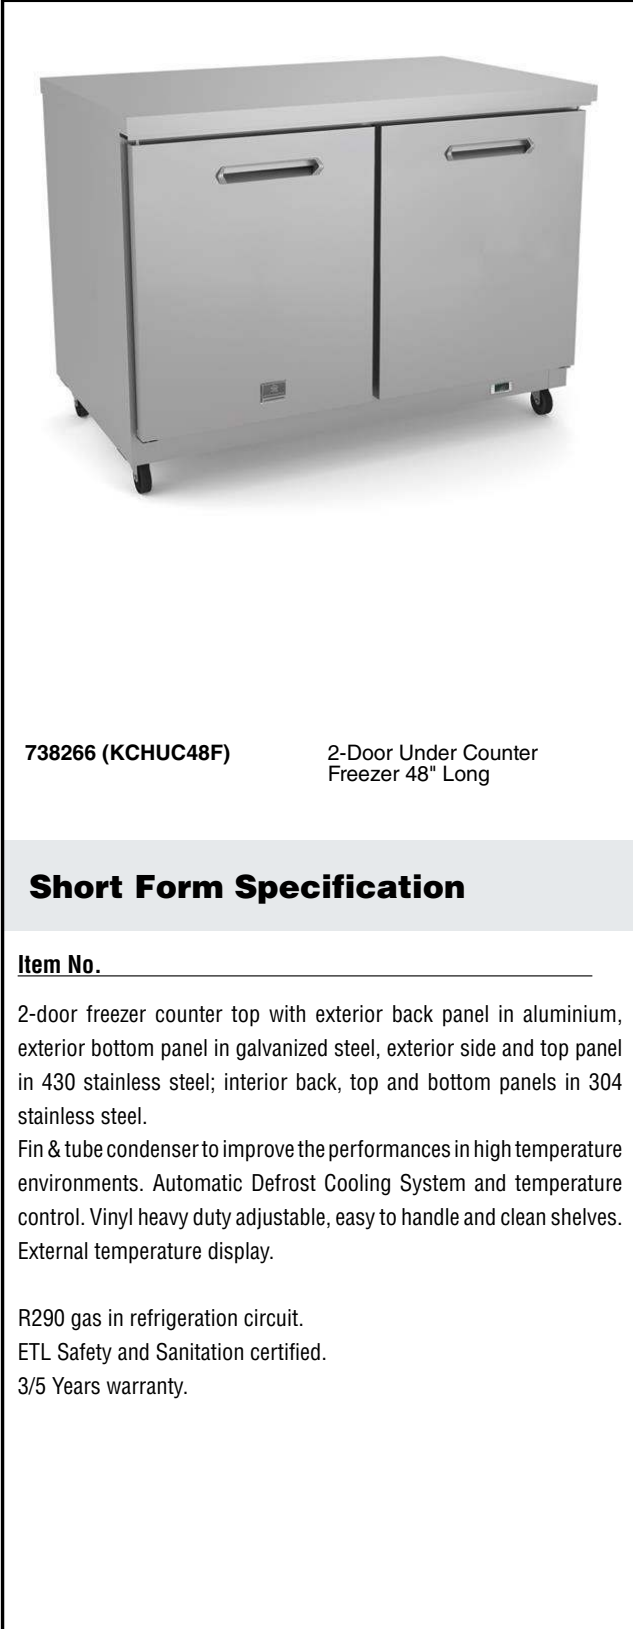 738266 (KCHUC48F)
2-Door Under Counter
Freezer 48" Long
Short Form Specification
Item No.
2-door freezer counter top with exterior back panel in aluminium,
exterior bottom panel in galvanized steel, exterior side and top panel
in 430 stainless steel; interior back, top and bottom panels in 304
stainless steel.
Fin & tube condenser to improve the performances in high temperature
environments. Automatic Defrost Cooling System and temperature
control. Vinyl heavy duty adjustable, easy to handle and clean shelves.
External temperature display.
R290 gas in refrigeration circuit.
ETL Safety and Sanitation certified.
3/5 Years warranty.